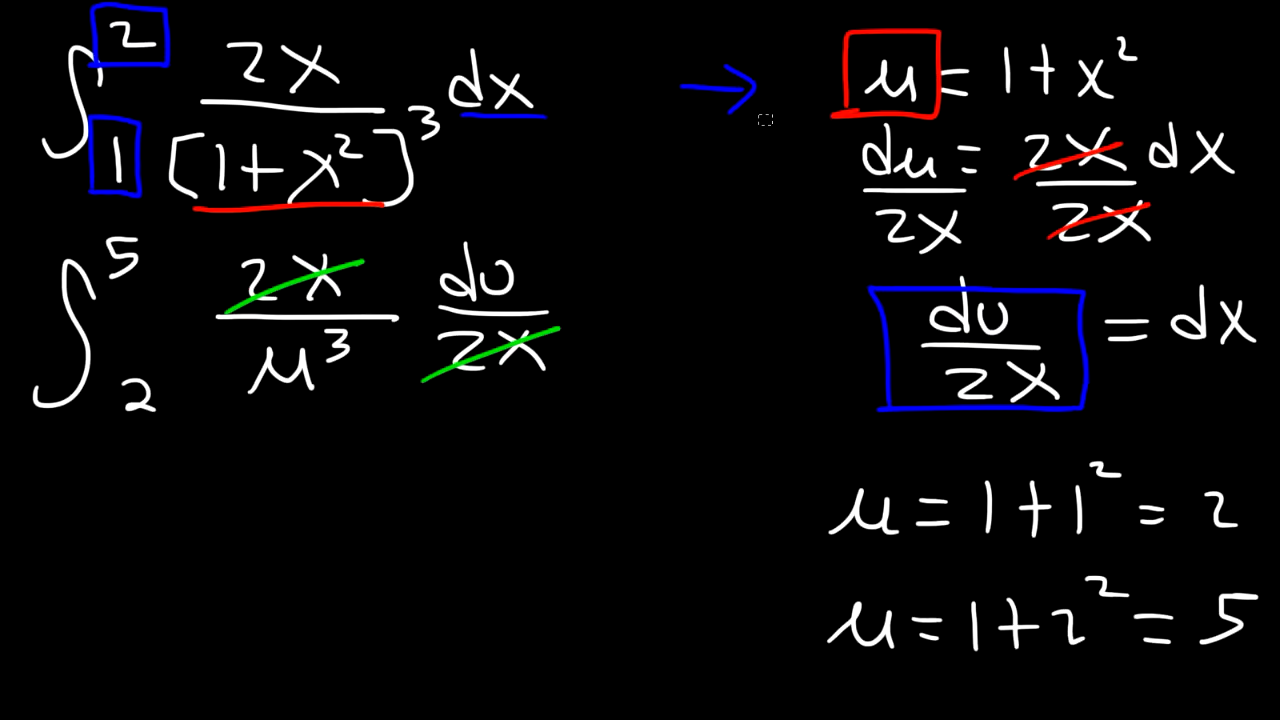 ∫₁² 2x / [1+x²]³ dx → u = 1+x²
du/2x = 2x/2x dx
∫₂⁵ 2x/u³ du/2x
du/2x = dx
u = 1+1² = 2
u = 1+2² = 5